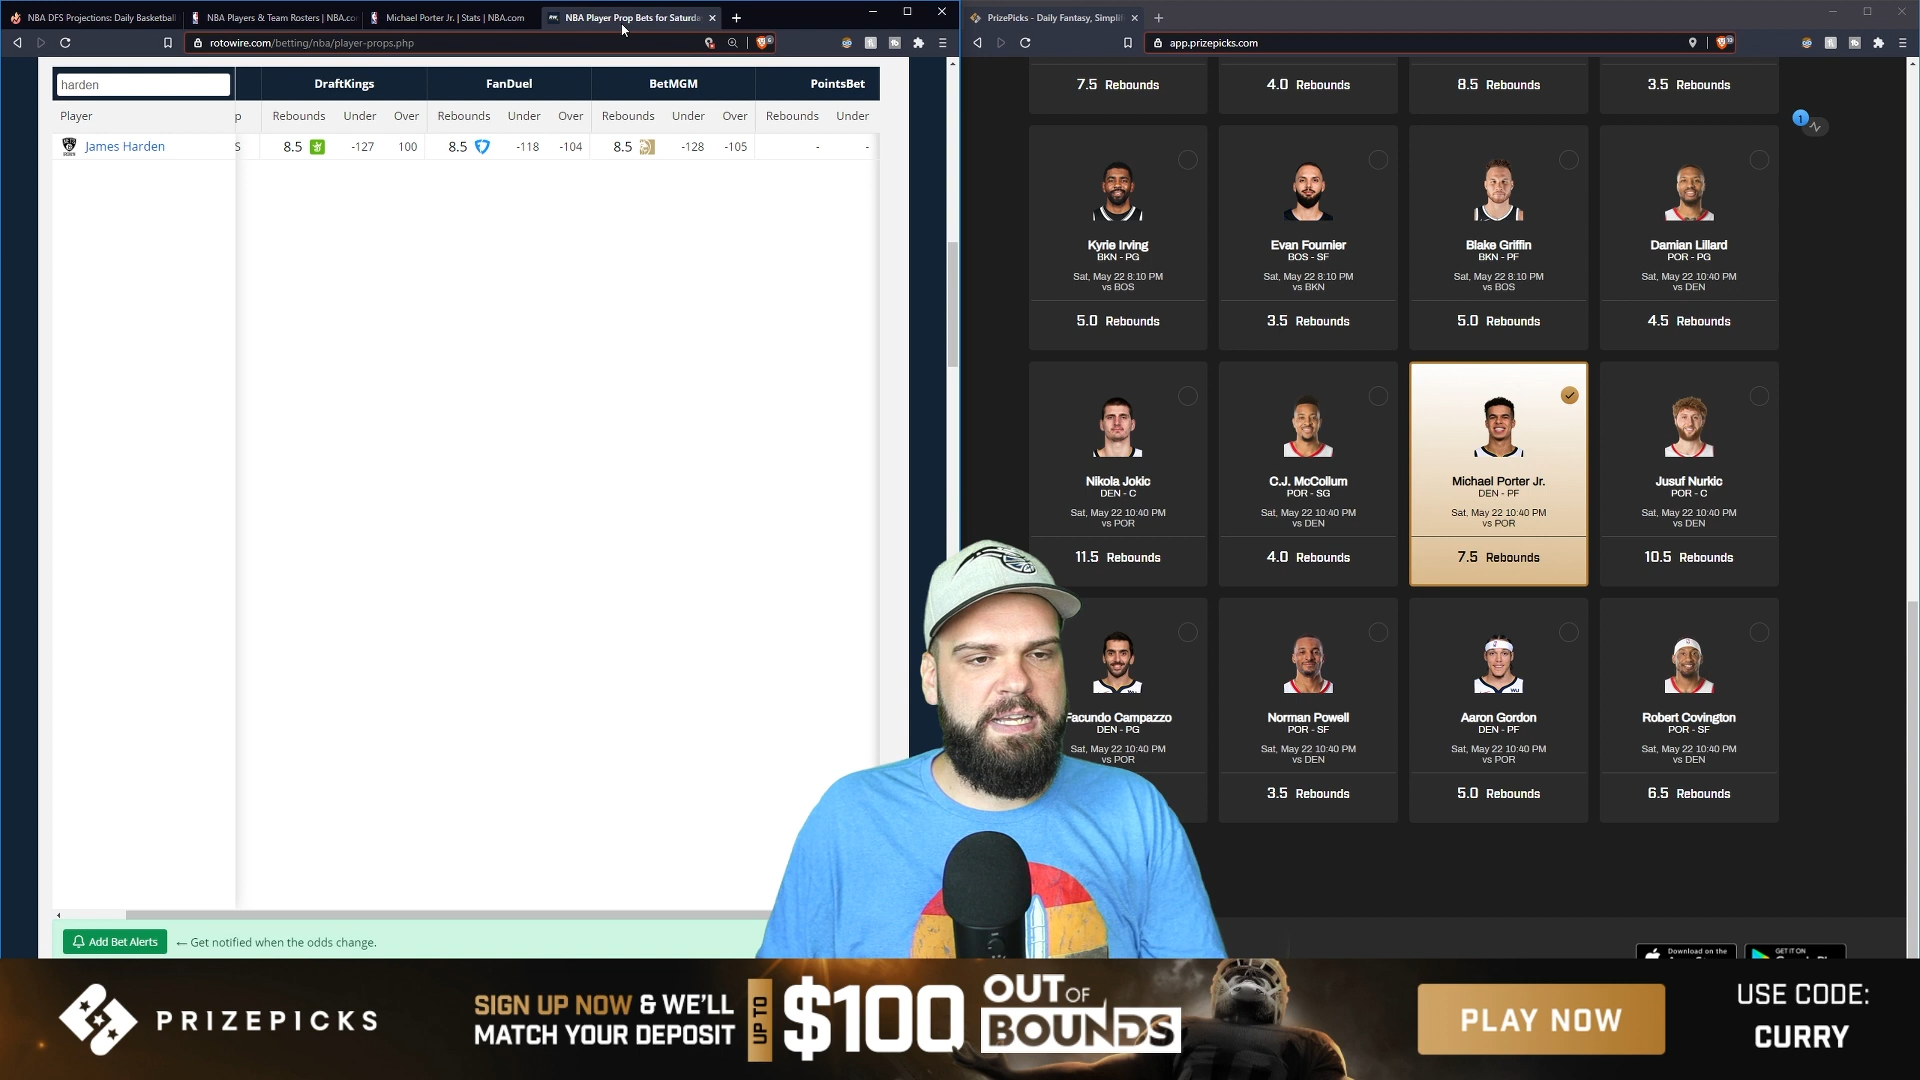 NBA DFS Projections: Daily Basketball
NBA Players & Team Rosters | NBA.co
Michael Porter Jr. | Stats | NBA.com
NBA Player Prop Bets for Saturda
PrizePicks - Daily Fantasy, Simpli
rotowire.com/betting/nba/player-props.php
app.prizepicks.com
harden
DraftKings FanDuel BetMGM PointsBet
Player p Rebounds Under Over Rebounds Under Over Rebounds Under Over Rebounds Under
James Harden S 8.5 -127 100 8.5 -118 -104 8.5 -128 -105 - -
7.5 Rebounds 4.0 Rebounds 8.5 Rebounds 3.5 Rebounds
1
Kyrie Irving
BKN - PG
Sat, May 22 8:10 PM
vs BOS
5.0 Rebounds
Evan Fournier
BOS - SF
Sat, May 22 8:10 PM
vs BKN
3.5 Rebounds
Blake Griffin
BKN - PF
Sat, May 22 8:10 PM
vs BOS
5.0 Rebounds
Damian Lillard
POR - PG
Sat, May 22 10:40 PM
vs DEN
4.5 Rebounds
Nikola Jokic
DEN - C
Sat, May 22 10:40 PM
vs POR
11.5 Rebounds
C.J. McCollum
POR - SG
Sat, May 22 10:40 PM
vs DEN
4.0 Rebounds
Michael Porter Jr.
DEN - PF
Sat, May 22 10:40 PM
vs POR
7.5 Rebounds
Jusuf Nurkic
POR - C
Sat, May 22 10:40 PM
vs DEN
10.5 Rebounds
Facundo Campazzo
DEN - PG
Sat, May 22 10:40 PM
vs POR
Norman Powell
POR - SF
Sat, May 22 10:40 PM
vs DEN
3.5 Rebounds
Aaron Gordon
DEN - PF
Sat, May 22 10:40 PM
vs POR
5.0 Rebounds
Robert Covington
POR - SF
Sat, May 22 10:40 PM
vs DEN
6.5 Rebounds
Add Bet Alerts
← Get notified when the odds change.
Download on the
GET IT ON
PRIZEPICKS
SIGN UP NOW & WE'LL
MATCH YOUR DEPOSIT
UP TO
$100
OUT OF
BOUNDS
PLAY NOW
USE CODE:
CURRY